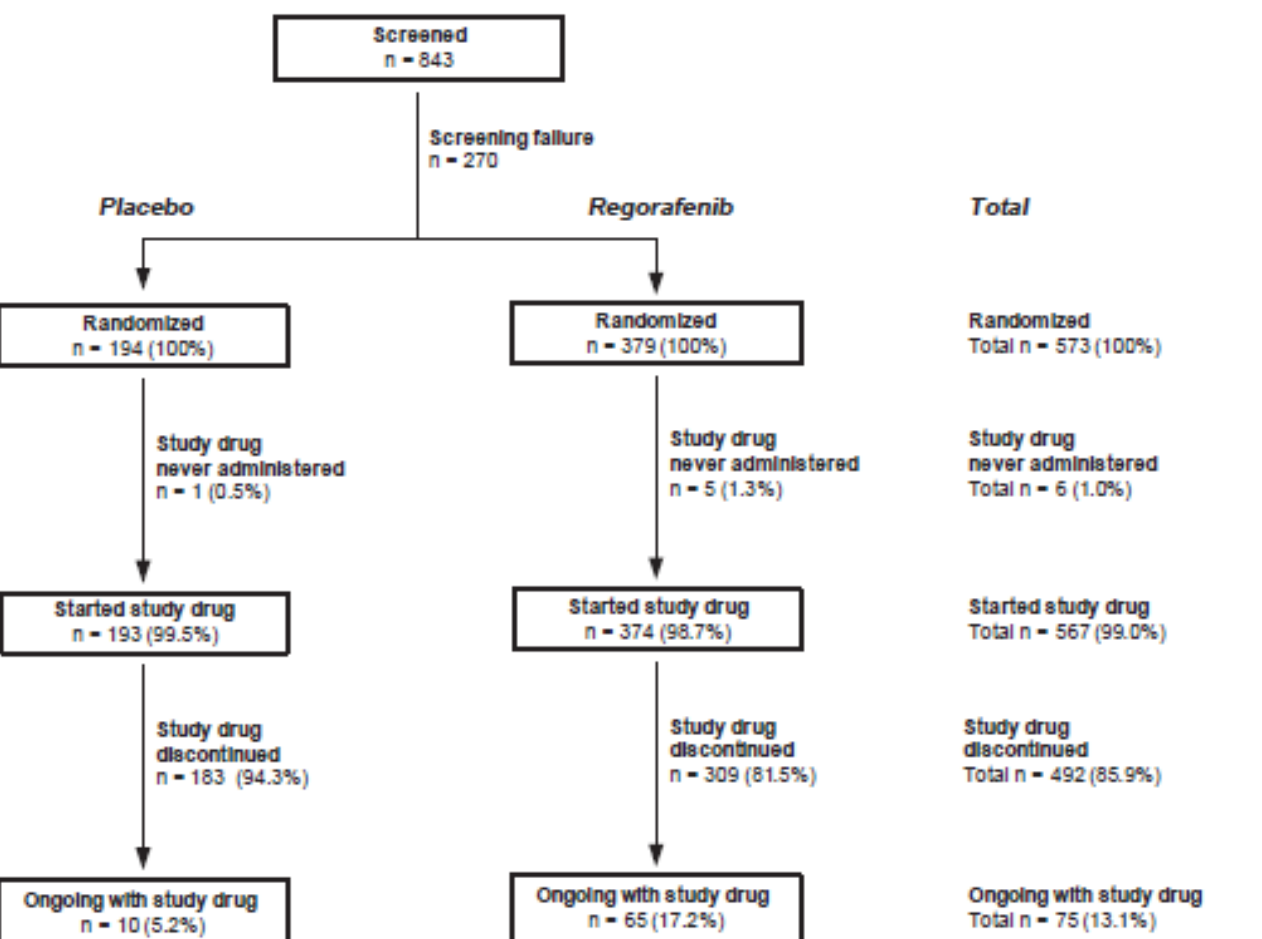 Screened
n = 843
Screening failure
n = 270
Placebo
Regorafenib
Total
Randomized
n = 194 (100%)
Randomized
n = 379 (100%)
Randomized
Total n = 573 (100%)
Study drug
never administered
n = 1 (0.5%)
Study drug
never administered
n = 5 (1.3%)
Study drug
never administered
Total n = 6 (1.0%)
Started study drug
n = 193 (99.5%)
Started study drug
n = 374 (98.7%)
Started study drug
Total n = 567 (99.0%)
Study drug
discontinued
n = 183 (94.3%)
Study drug
discontinued
n = 309 (81.5%)
Study drug
discontinued
Total n = 492 (85.9%)
Ongoing with study drug
n = 10 (5.2%)
Ongoing with study drug
n = 65 (17.2%)
Ongoing with study drug
Total n = 75 (13.1%)